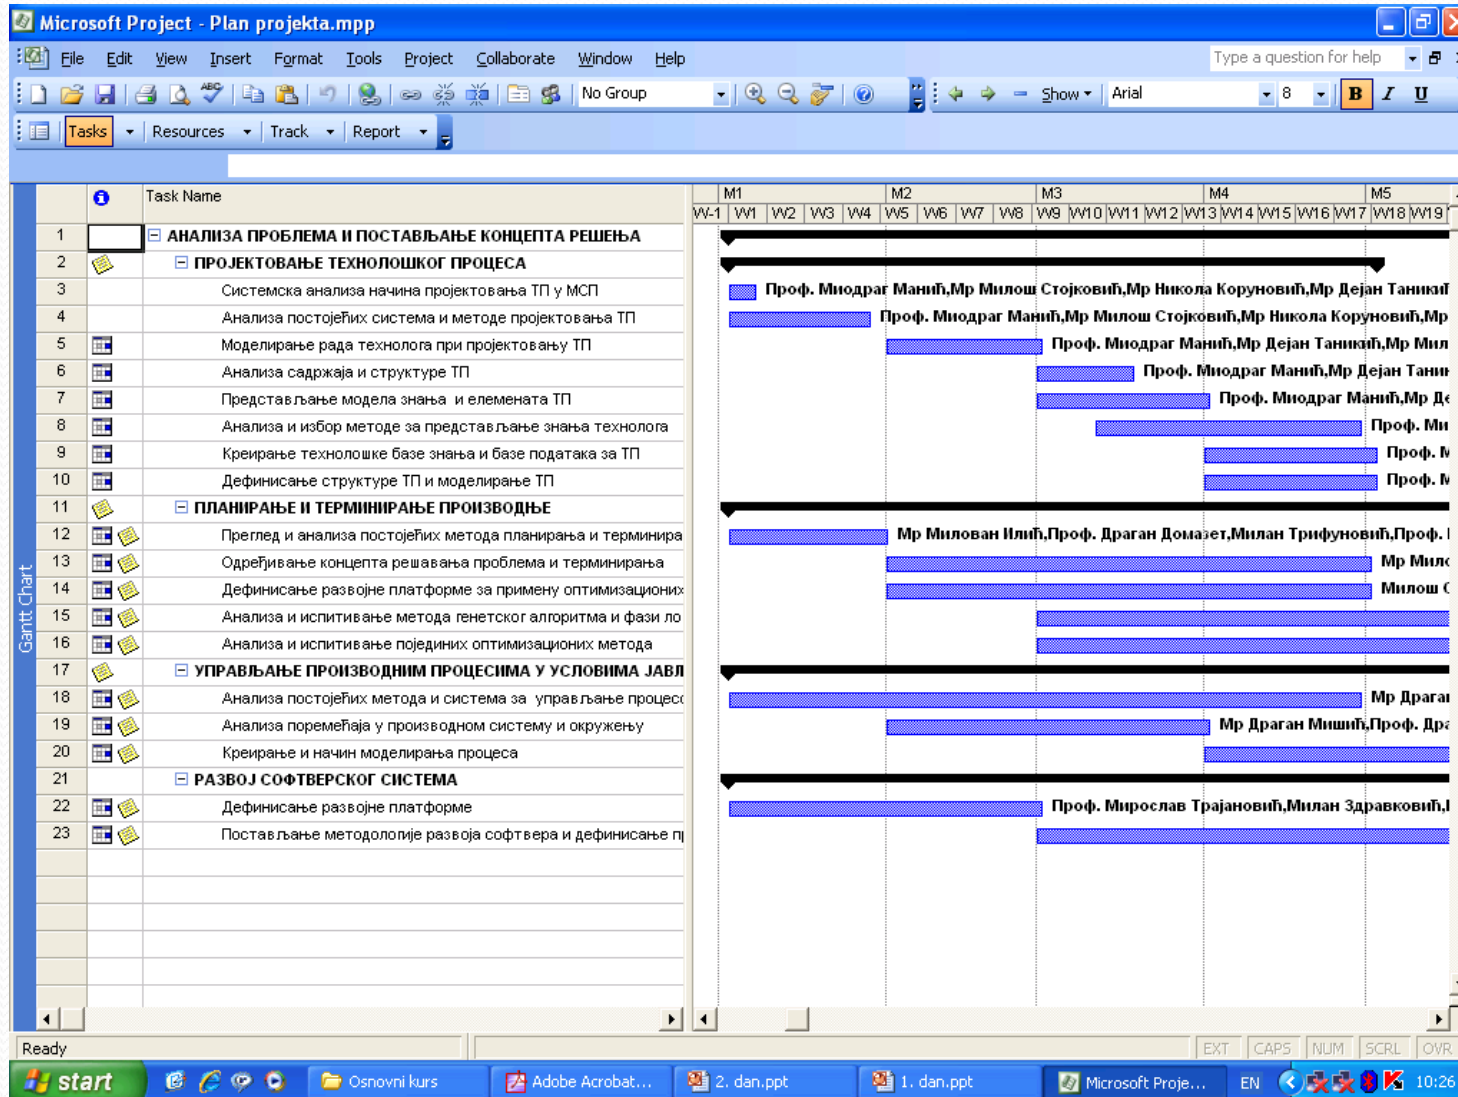 Microsoft Project - Plan projekta.mpp
File Edit View Insert Format Tools Project Collaborate Window Help Type a question for help
No Group Show Arial 8 B I U
Tasks Resources Track Report
Task Name M1 M2 M3 M4 M5
W-1 W1 W2 W3 W4 W5 W6 W7 W8 W9 W10 W11 W12 W13 W14 W15 W16 W17 W18 W19
1 АНАЛИЗА ПРОБЛЕМА И ПОСТАВЉАЊЕ КОНЦЕПТА РЕШЕЊА
2 ПРОЈЕКТОВАЊЕ ТЕХНОЛОШКОГ ПРОЦЕСА
3 Системска анализа начина пројектовања ТП у МСП Проф. Миодраг Манић,Мр Милош Стојковић,Мр Никола Коруновић,Мр Дејан Таникић
4 Анализа постојећих система и методе пројектовања ТП Проф. Миодраг Манић,Мр Милош Стојковић,Мр Никола Коруновић,Мр
5 Моделирање рада технолога при пројектовању ТП Проф. Миодраг Манић,Мр Дејан Таникић,Мр Мил
6 Анализа садржаја и структуре ТП Проф. Миодраг Манић,Мр Дејан Таник
7 Представљање модела знања и елемената ТП Проф. Миодраг Манић,Мр Де
8 Анализа и избор методе за представљање знања технолога Проф. Ми
9 Креирање технолошке базе знања и базе података за ТП Проф. М
10 Дефинисање структуре ТП и моделирање ТП Проф. М
11 ПЛАНИРАЊЕ И ТЕРМИНИРАЊЕ ПРОИЗВОДЊЕ
12 Преглед и анализа постојећих метода планирања и терминира Мр Милован Илић,Проф. Драган Домазет,Милан Трифуновић,Проф.
13 Одређивање концепта решавања проблема и терминирања Мр Мило
14 Дефинисање развојне платформе за примену оптимизационих Милош С
15 Анализа и испитивање метода генетског алгоритма и фази ло
16 Анализа и испитивање појединих оптимизационих метода
17 УПРАВЉАЊЕ ПРОИЗВОДНИМ ПРОЦЕСИМА У УСЛОВИМА ЈАВЛ
18 Анализа постојећих метода и система за управљање процесо Мр Драган
19 Анализа поремећаја у производном систему и окружењу Мр Драган Мишић,Проф. Дра
20 Креирање и начин моделирања процеса
21 РАЗВОЈ СОФТВЕРСКОГ СИСТЕМА
22 Дефинисање развојне платформе Проф. Мирослав Трајановић,Милан Здравковић,
23 Постављање методологије развоја софтвера и дефинисање п
Gantt Chart
Ready EXT CAPS NUM SCRL OVR
start Osnovni kurs Adobe Acrobat... 2. dan.ppt 1. dan.ppt Microsoft Proje... EN 10:26